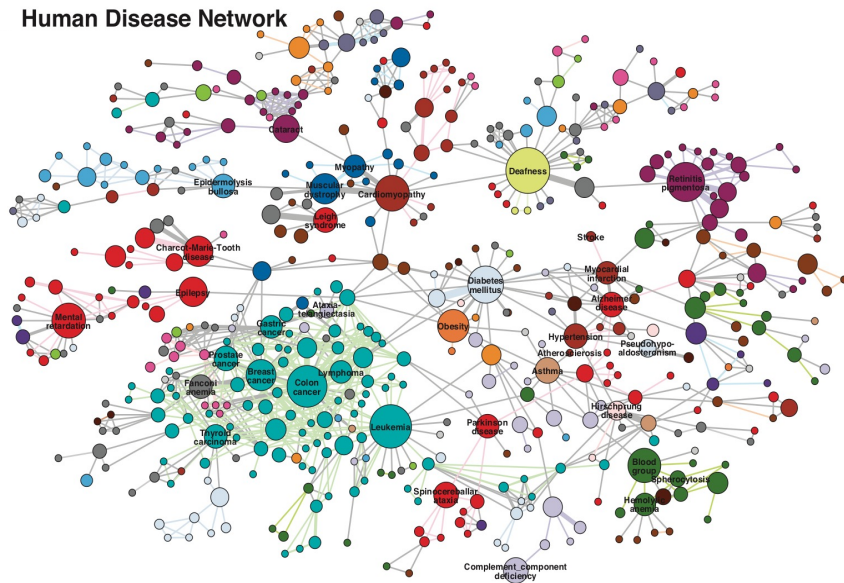 Human Disease Network
Cataract
Myopathy
Deafness
Epidermolysis
bullosa
Muscular
dystrophy
Cardiomyopathy
Retinitis
pigmentosa
Leigh
syndrome
Charcot-Marie-Tooth
disease
Stroke
Epilepsy
Diabetes
mellitus
Myocardial
infarction
Mental
retardation
Ataxia-
telangiectasia
Alzheimer
disease
Gastric
cancer
Obesity
Hypertension
Prostate
cancer
Atherosclerosis
Pseudohypo-
aldosteronism
Breast
cancer
Lymphoma
Asthma
Fanconi
anemia
Colon
cancer
Hirschprung
disease
Thyroid
carcinoma
Leukemia
Parkinson
disease
Blood
group
Spherocytosis
Spinocerebellar
ataxia
Hemolytic
anemia
Complement_component
deficiency